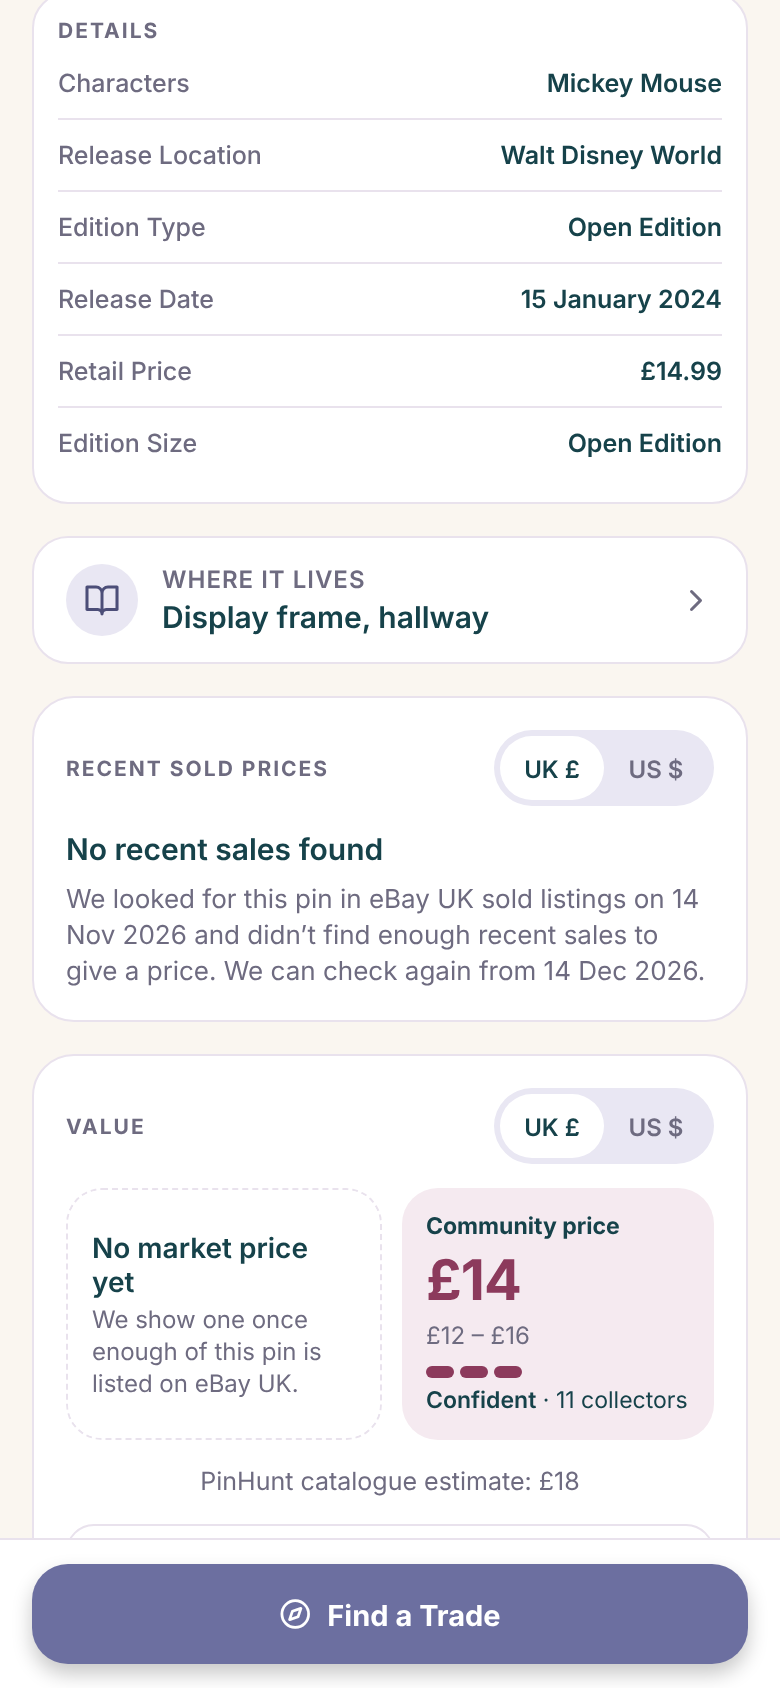 DETAILS
Characters Mickey Mouse
Release Location Walt Disney World
Edition Type Open Edition
Release Date 15 January 2024
Retail Price £14.99
Edition Size Open Edition
WHERE IT LIVES
Display frame, hallway
RECENT SOLD PRICES UK £ US $
No recent sales found
We looked for this pin in eBay UK sold listings on 14
Nov 2026 and didn’t find enough recent sales to
give a price. We can check again from 14 Dec 2026.
VALUE UK £ US $
No market price
yet
We show one once
enough of this pin is
listed on eBay UK.
Community price
£14
£12 – £16
Confident · 11 collectors
PinHunt catalogue estimate: £18
Find a Trade